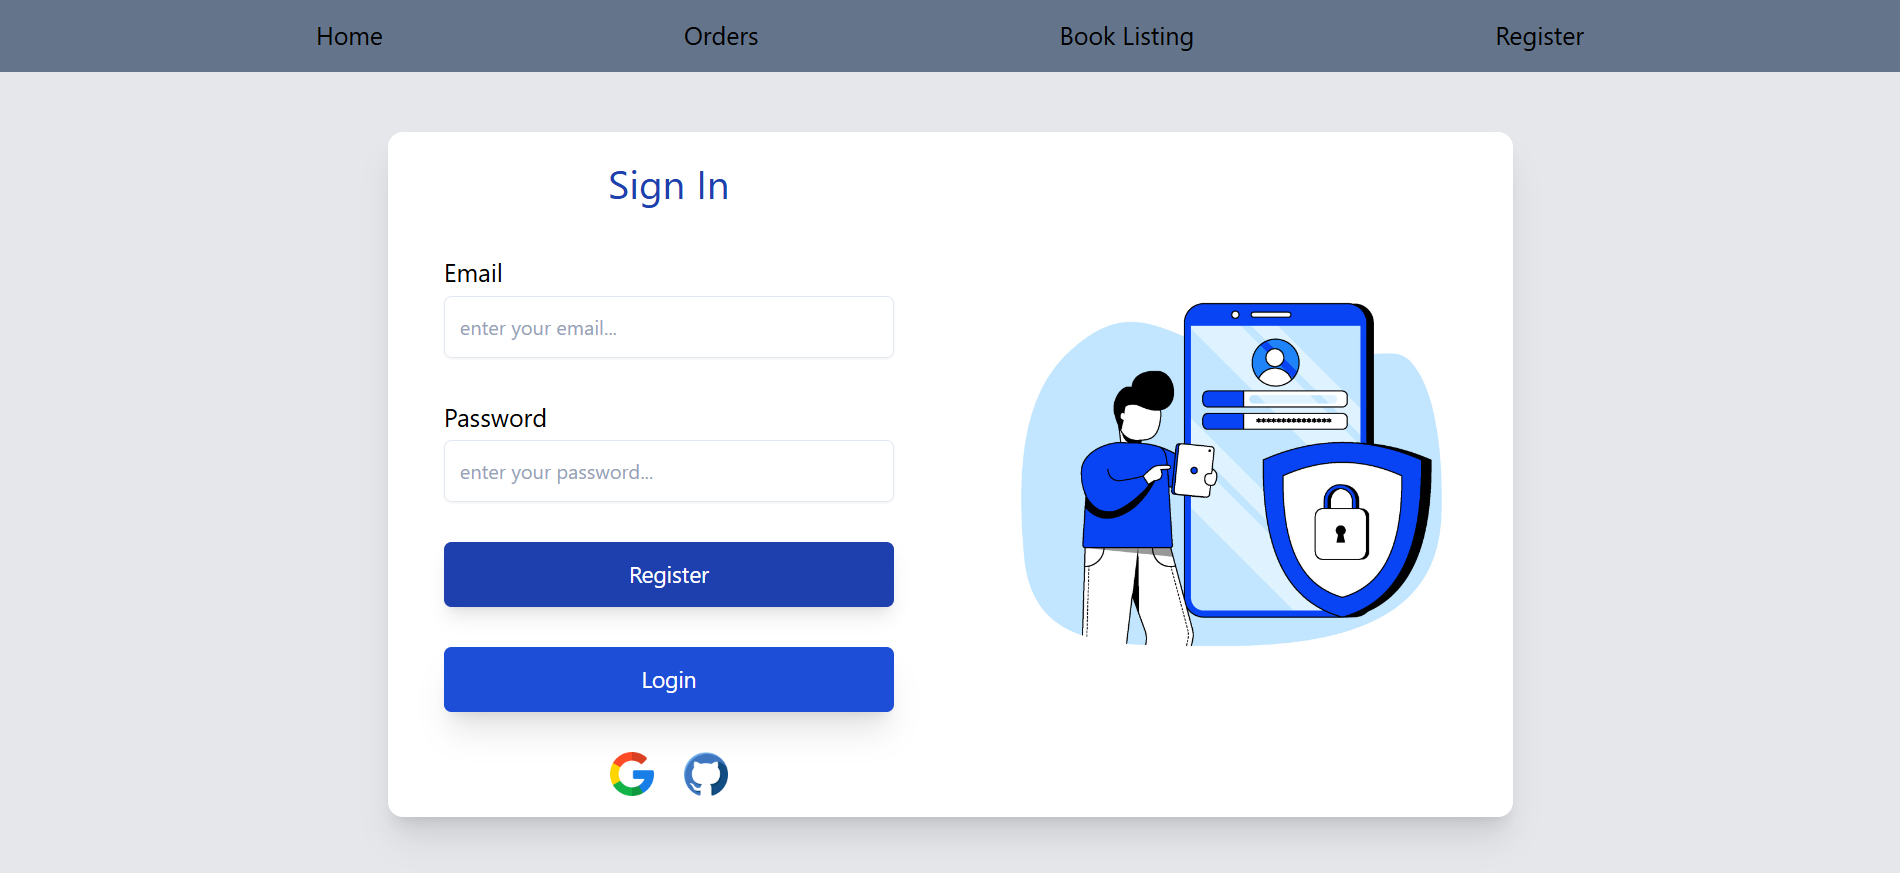 Home Orders Book Listing Register
Sign In
Email
enter your email...
Password
enter your password...
Register
Login
***************